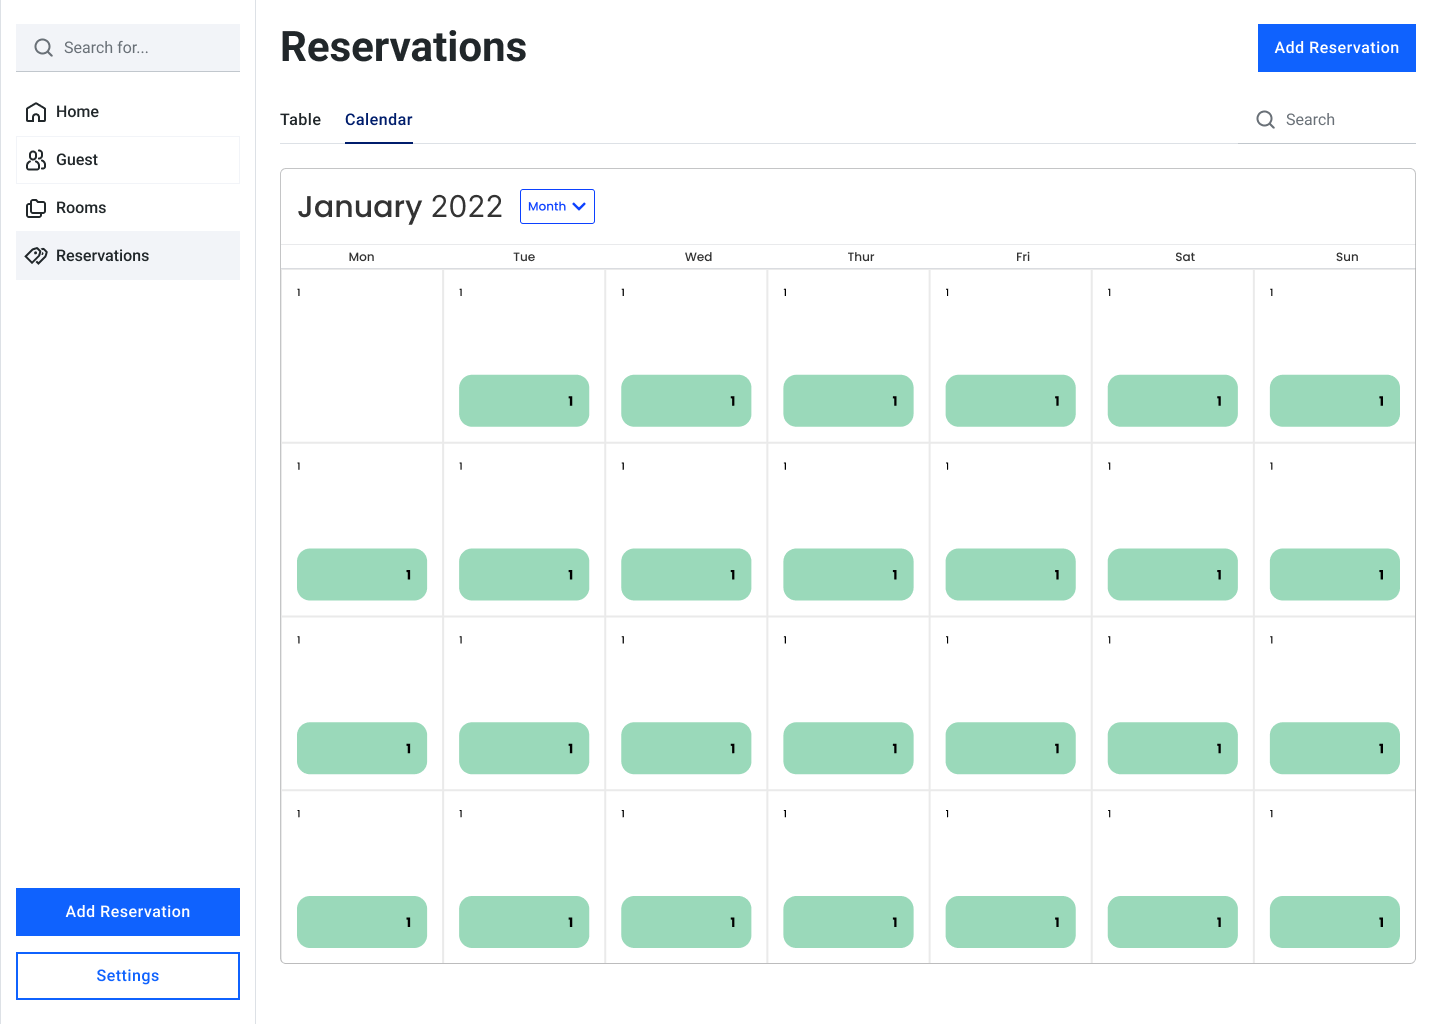 Search for...
Home
Guest
Rooms
Reservations
Add Reservation
Settings
Reservations
Add Reservation
Table Calendar
Search
January 2022
Month
Mon Tue Wed Thur Fri Sat Sun
1 1 1 1 1 1 1
1 1 1 1 1 1
1 1 1 1 1 1 1
1 1 1 1 1 1 1
1 1 1 1 1 1 1
1 1 1 1 1 1 1
1 1 1 1 1 1 1
1 1 1 1 1 1 1